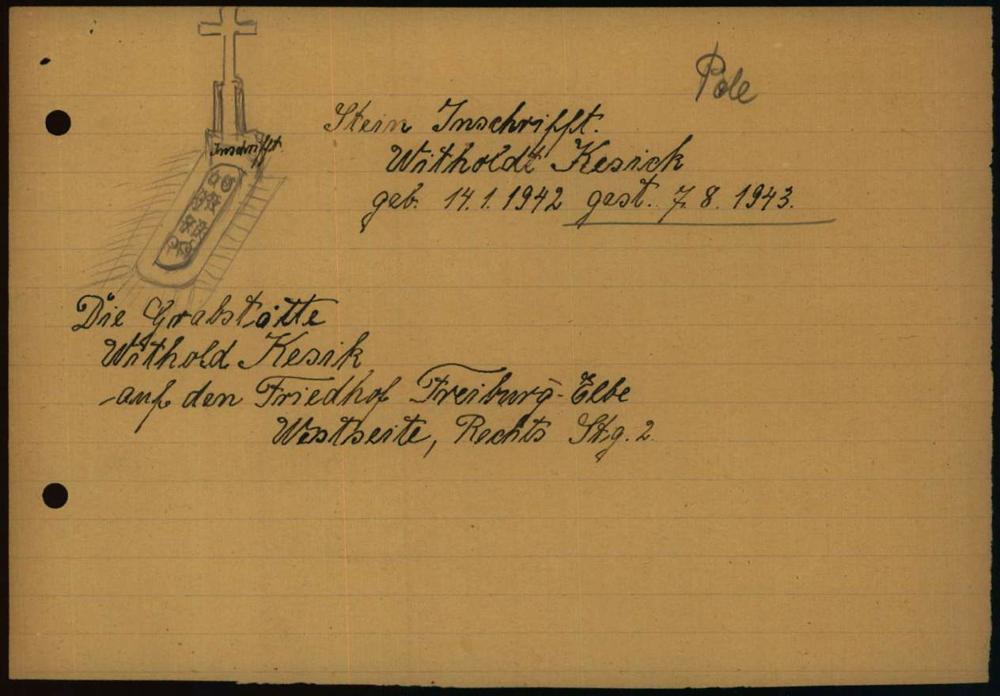 Pole
Inschrifft.
Stein Inschrifft.
Witholdt Kesick
geb. 14.1.1942 gest. 7.8.1943.
Die Grabstätte
Withold Kesik
auf den Friedhof Freiburg-Elbe
Westseite, Rechts Stg. 2